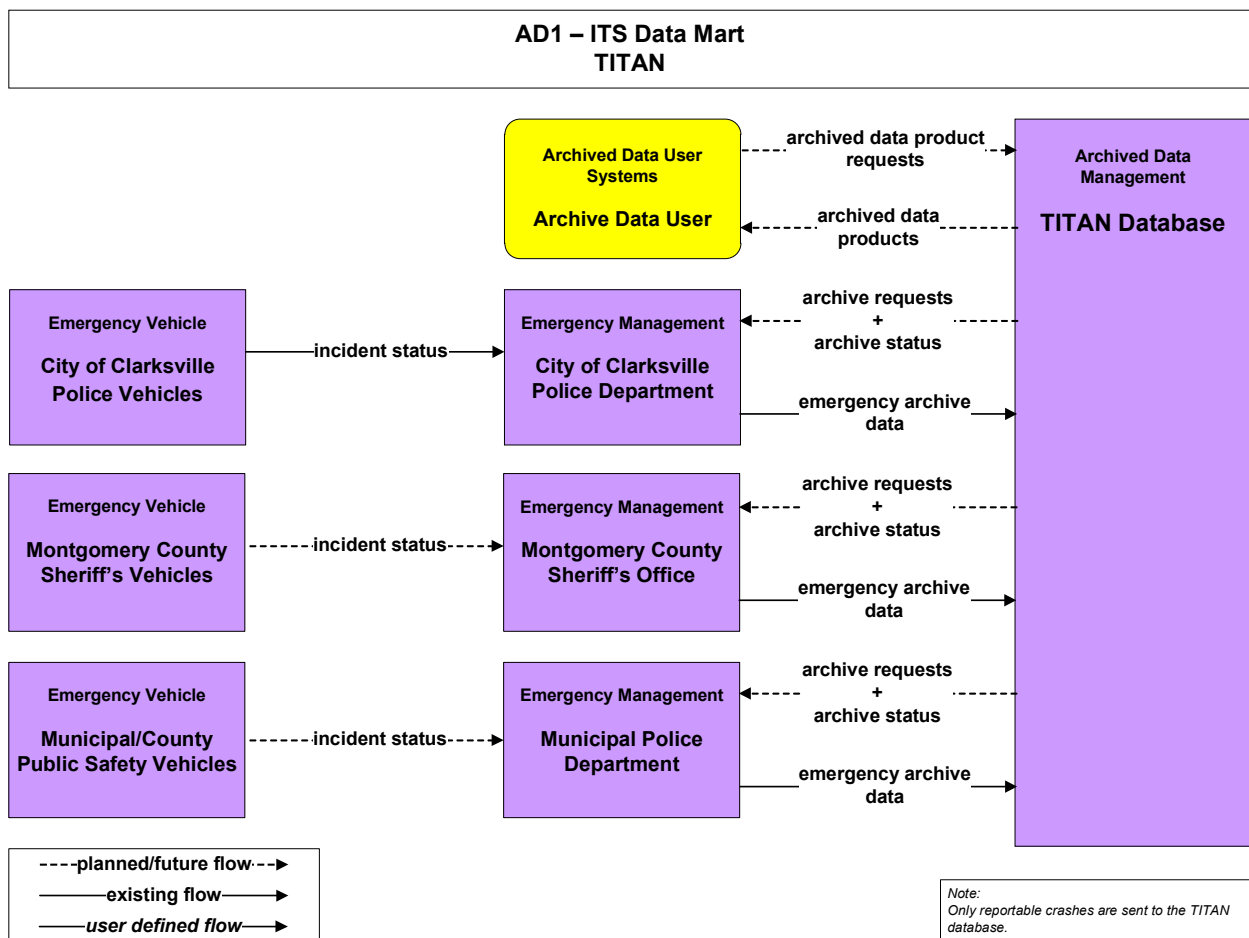 AD1 – ITS Data Mart
TITAN
Archived Data User
Systems
Archive Data User
archived data product
requests
archived data
products
Archived Data
Management
TITAN Database
Emergency Vehicle
City of Clarksville
Police Vehicles
incident status
Emergency Management
City of Clarksville
Police Department
archive requests
+
archive status
emergency archive
data
Emergency Vehicle
Montgomery County
Sheriff's Vehicles
incident status
Emergency Management
Montgomery County
Sheriff's Office
archive requests
+
archive status
emergency archive
data
Emergency Vehicle
Municipal/County
Public Safety Vehicles
incident status
Emergency Management
Municipal Police
Department
archive requests
+
archive status
emergency archive
data
planned/future flow
existing flow
user defined flow
Note:
Only reportable crashes are sent to the TITAN
database.